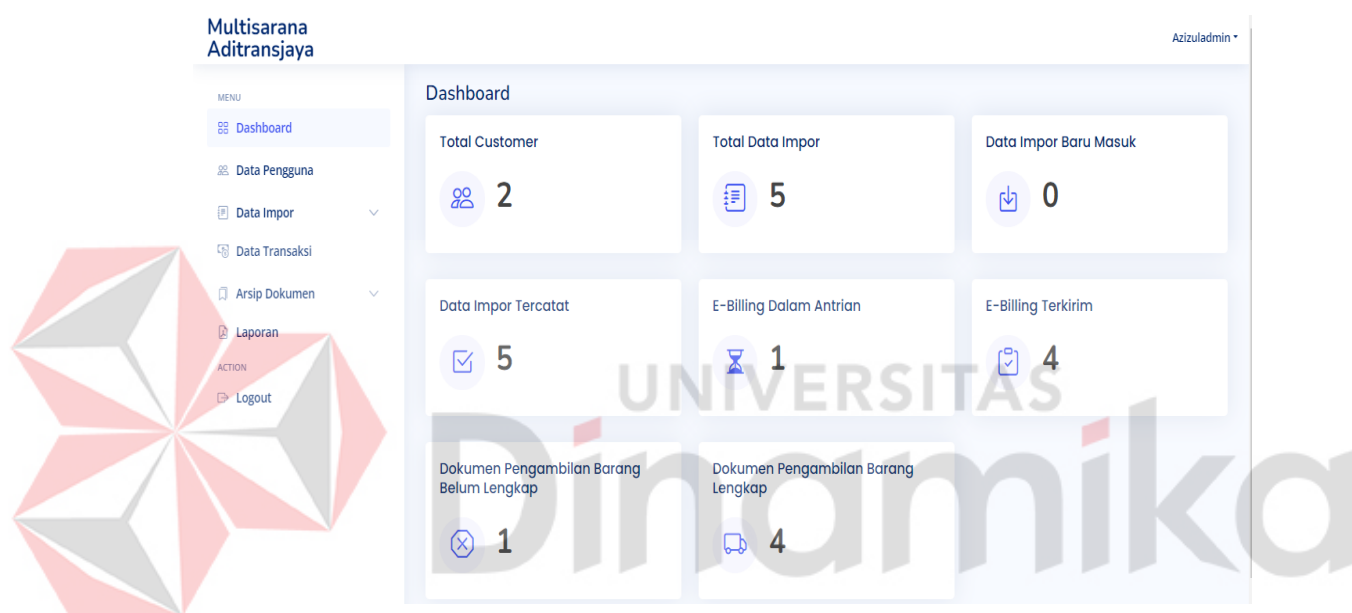 Multisarana
Aditransjaya
Azizuladmin
MENU
Dashboard
Data Pengguna
Data Impor
Data Transaksi
Arsip Dokumen
Laporan
ACTION
Logout
Dashboard
Total Customer
2
Total Data Impor
5
Data Impor Baru Masuk
0
Data Impor Tercatat
5
E-Billing Dalam Antrian
1
E-Billing Terkirim
4
Dokumen Pengambilan Barang
Belum Lengkap
1
Dokumen Pengambilan Barang
Lengkap
4
UNIVERSITAS
Dinamika